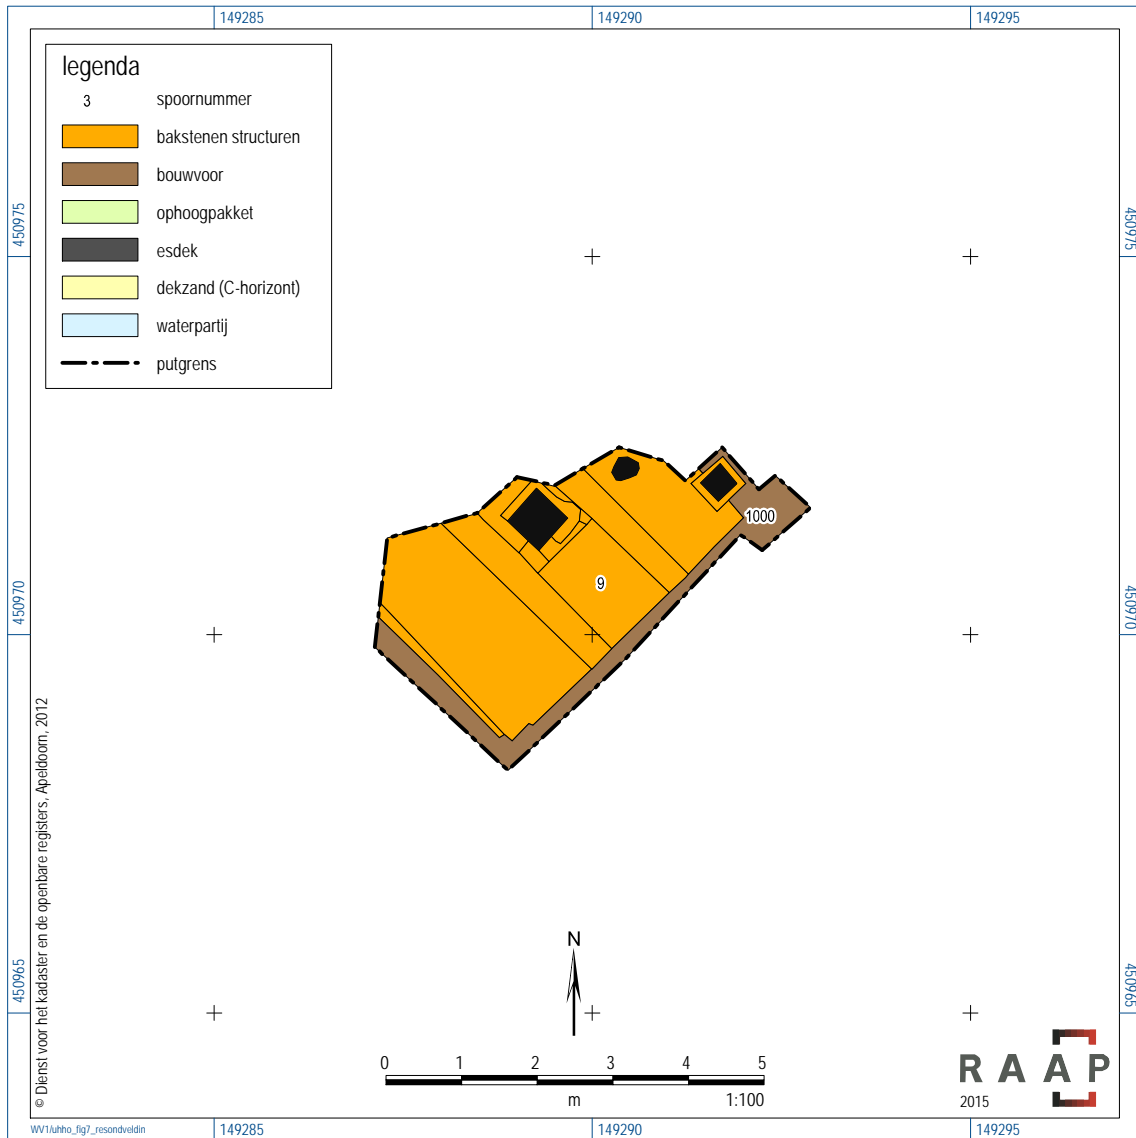 149285 149290 149295
legenda
3 spoornummer
bakstenen structuren
bouwvoor
ophoogpakket
esdek
dekzand (C-horizont)
waterpartij
putgrens
450975 450975
1000
9
450970 450970
450965 450965
© Dienst voor het kadaster en de openbare registers, Apeldoorn, 2012
N
0 1 2 3 4 5
m 1:100
RAAP
2015
WV1/uhho_fig7_resondveldin
149285 149290 149295